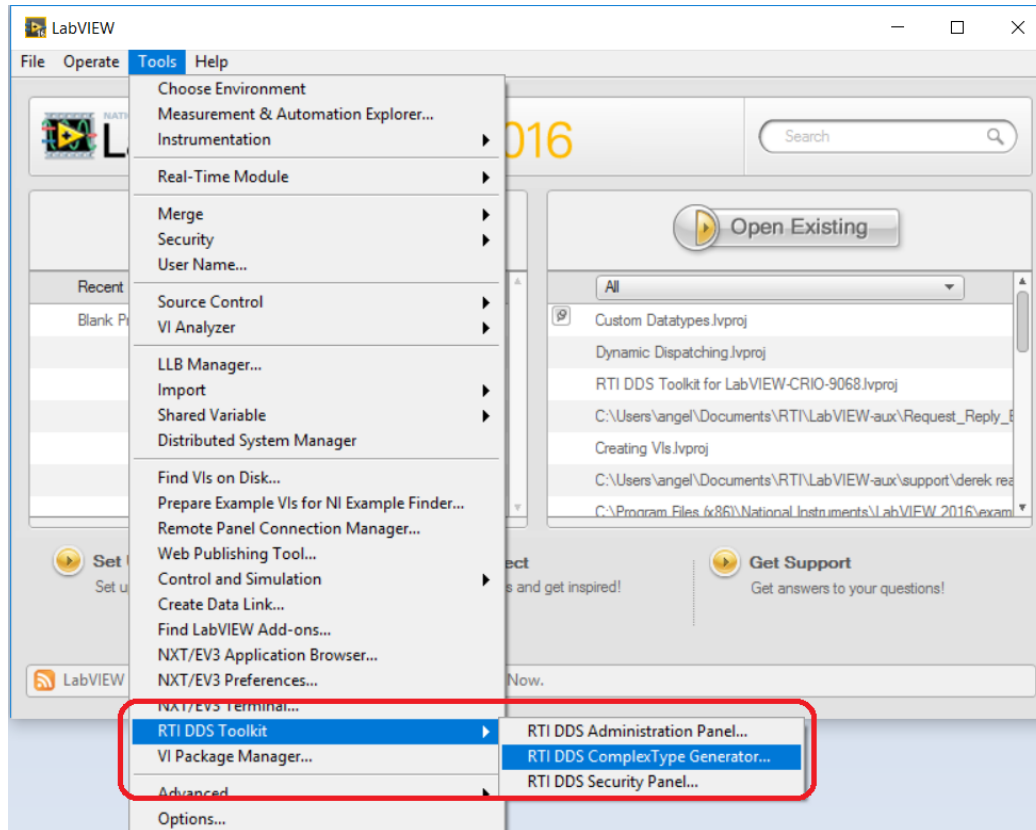 LabVIEW
File Operate Tools Help
Choose Environment
Measurement & Automation Explorer...
Instrumentation
Real-Time Module
Merge
Security
User Name...
Source Control
VI Analyzer
LLB Manager...
Import
Shared Variable
Distributed System Manager
Find VIs on Disk...
Prepare Example VIs for NI Example Finder...
Remote Panel Connection Manager...
Web Publishing Tool...
Control and Simulation
Create Data Link...
Find LabVIEW Add-ons...
NXT/EV3 Application Browser...
NXT/EV3 Preferences...
NXT/EV3 Terminal...
RTI DDS Toolkit
VI Package Manager...
Advanced
Options...
RTI DDS Administration Panel...
RTI DDS ComplexType Generator...
RTI DDS Security Panel...
NATI
L
016
Search
Recent
Blank Pr
Open Existing
All
Custom Datatypes.lvproj
Dynamic Dispatching.lvproj
RTI DDS Toolkit for LabVIEW-CRIO-9068.lvproj
C:\Users\angel\Documents\RTI\LabVIEW-aux\Request_Reply_E
Creating VIs.lvproj
C:\Users\angel\Documents\RTI\LabVIEW-aux\support\derek rea
C:\Program Files (x86)\National Instruments\LabVIEW 2016\exam
Set
Set u
ect
s and get inspired!
Get Support
Get answers to your questions!
LabVIEW
Now.